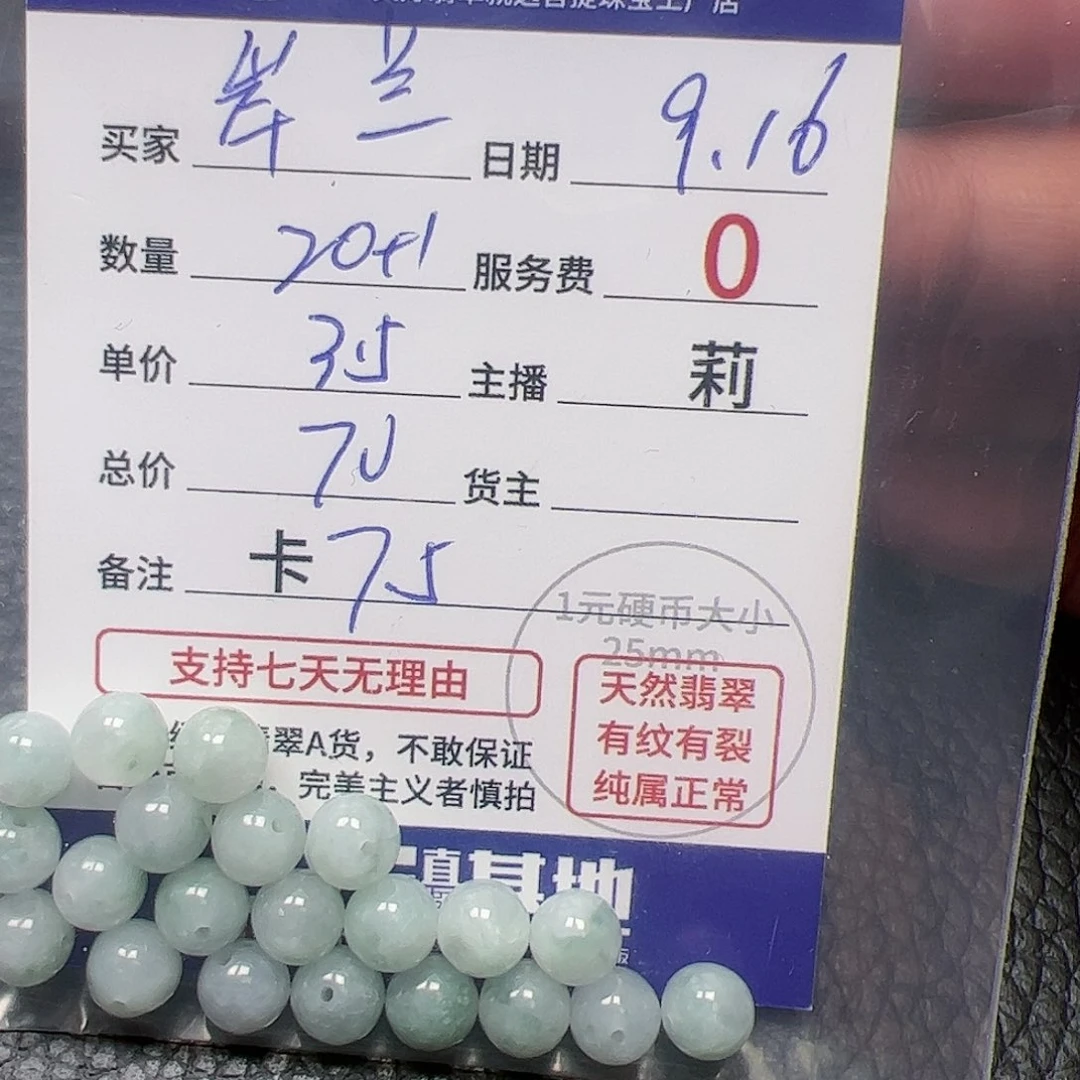 买家 岸兰 日期 9.16
数量 20+1 服务费 0
单价 35 主播 莉
总价 70 货主
备注 卡75
1元硬币大小
25mm
支持七天无理由
天然翡翠
有纹有裂
纯属正常
翠A货，不敢保证
完美主义者慎拍
基地